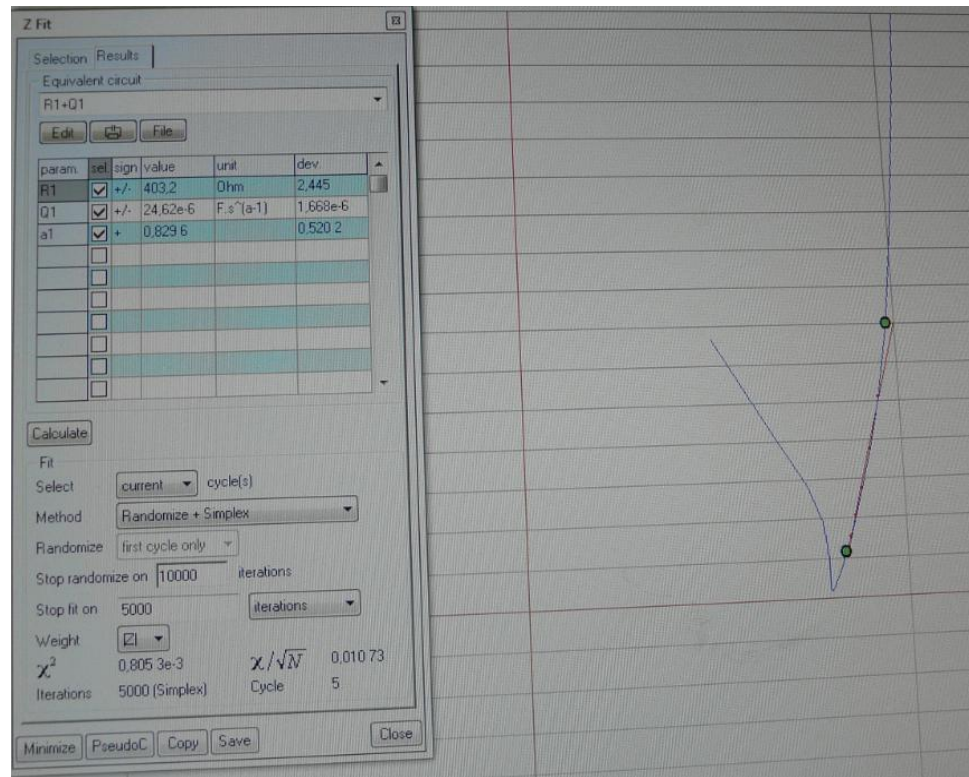 Z Fit
Selection Results
Equivalent circuit
R1+Q1
Edit File
param. sel sign value unit dev.
R1 +/- 403,2 Ohm 2,445
Q1 +/- 24,62e-6 F.s^(a-1) 1,668e-6
a1 + 0,829 6 0,520 2
Calculate
Fit
Select current cycle(s)
Method Randomize + Simplex
Randomize first cycle only
Stop randomize on 10000 iterations
Stop fit on 5000 iterations
Weight |Z|
χ² 0,805 3e-3 χ/√N 0,010 73
Iterations 5000 (Simplex) Cycle 5
Minimize PseudoC Copy Save Close